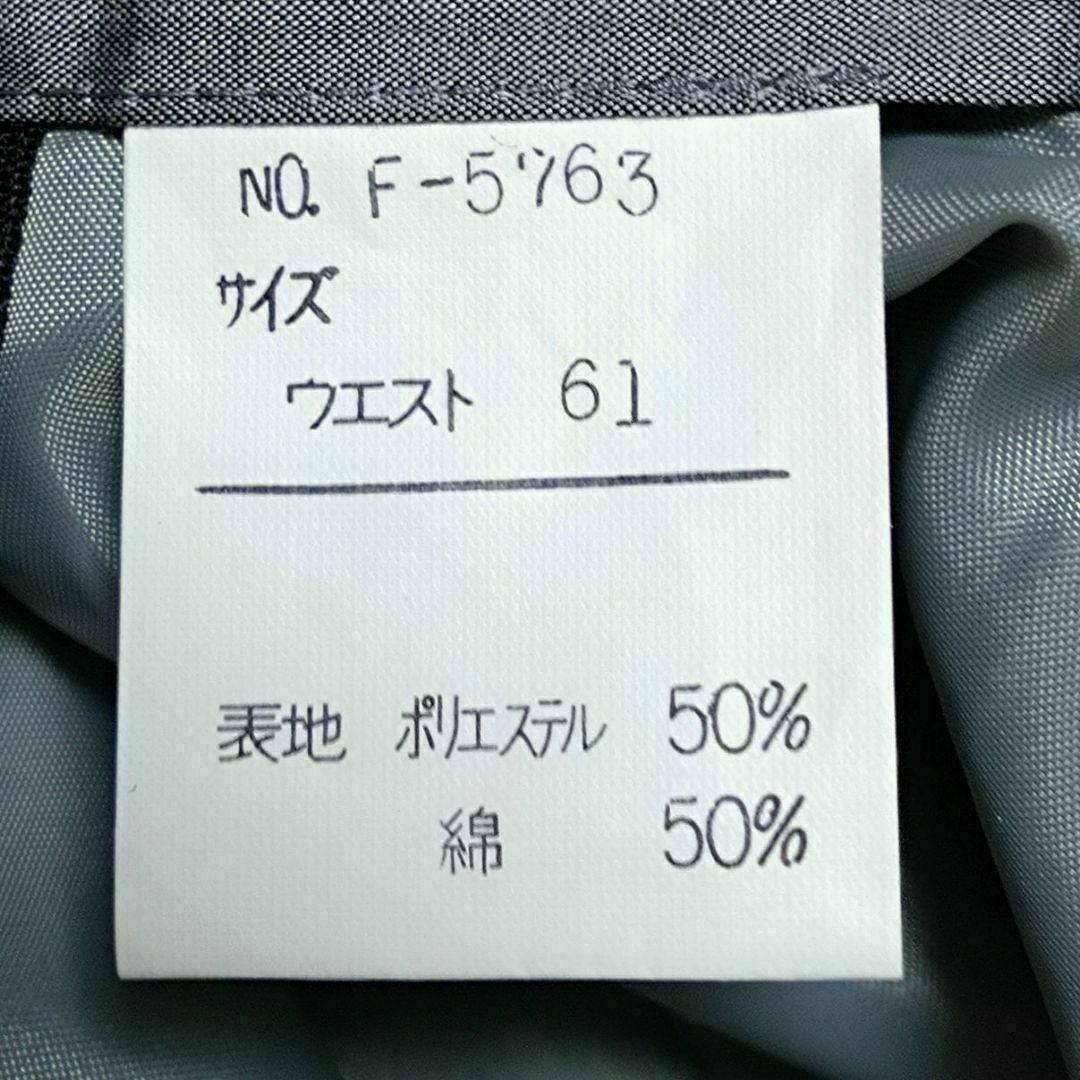 NO. F-5763
サイズ
ウエスト 61
表地 ポリエステル 50%
綿 50%